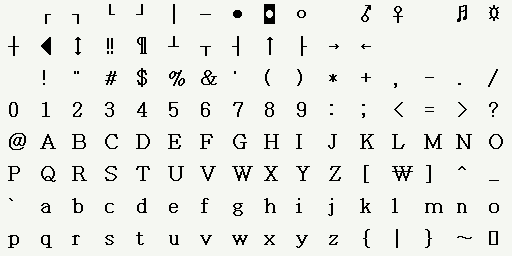 ┌ ┐ └ ┘ │ ─ • ◘ ○ ♂ ♀ ♬ ☼
┼ ◀ ↕ ‼ ¶ ┴ ┬ ┤ ↑ ├ → ←
! " # $ % & ' ( ) * + , - . /
0 1 2 3 4 5 6 7 8 9 : ; < = > ?
@ A B C D E F G H I J K L M N O
P Q R S T U V W X Y Z [ ₩ ] ^ _
` a b c d e f g h i j k l m n o
p q r s t u v w x y z { | } ~ ▯